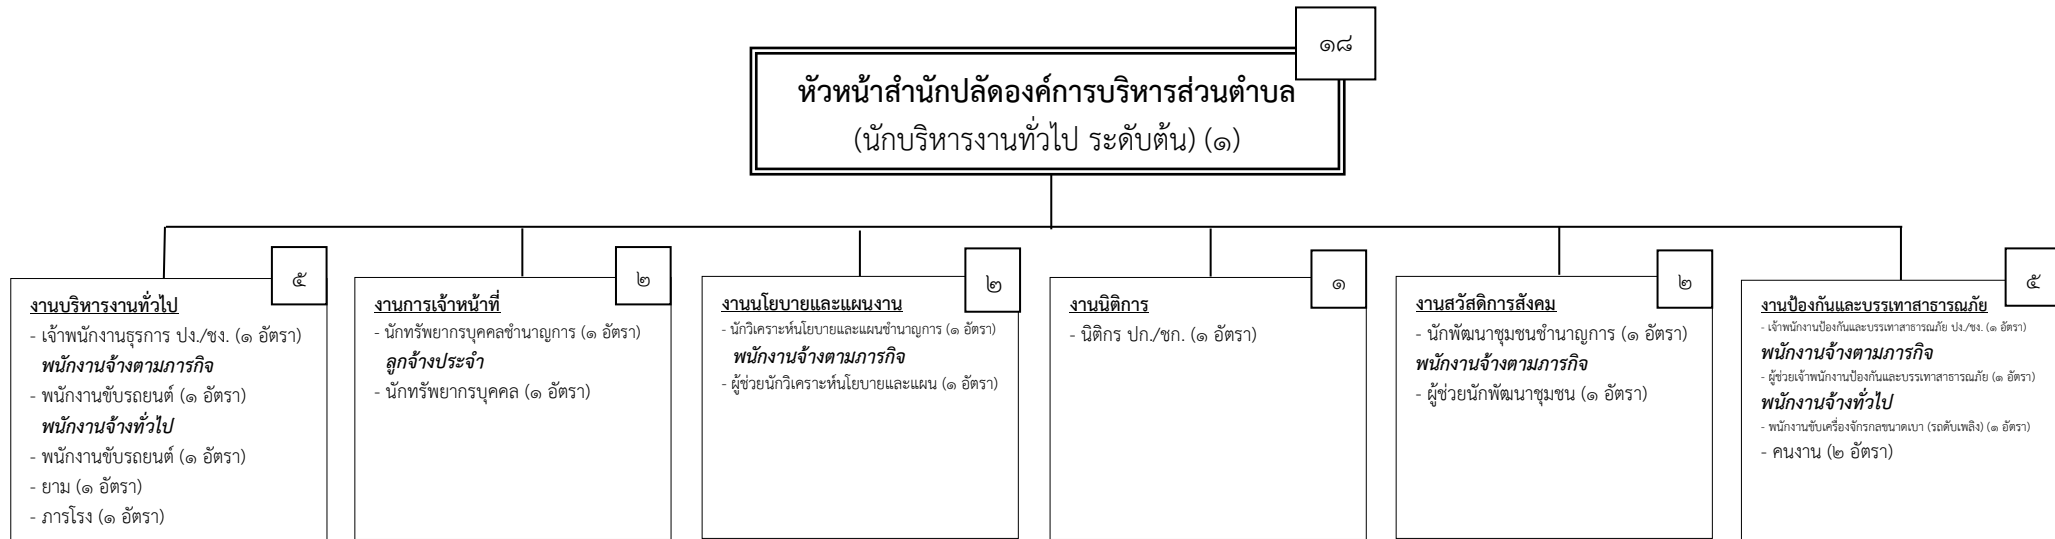 ๑๘
หัวหน้าสำนักปลัดองค์การบริหารส่วนตำบล
(นักบริหารงานทั่วไป ระดับต้น) (๑)
๕
งานบริหารงานทั่วไป
- เจ้าพนักงานธุรการ ปง./ชง. (๑ อัตรา)
พนักงานจ้างตามภารกิจ
- พนักงานขับรถยนต์ (๑ อัตรา)
พนักงานจ้างทั่วไป
- พนักงานขับรถยนต์ (๑ อัตรา)
- ยาม (๑ อัตรา)
- ภารโรง (๑ อัตรา)
๒
งานการเจ้าหน้าที่
- นักทรัพยากรบุคคลชำนาญการ (๑ อัตรา)
ลูกจ้างประจำ
- นักทรัพยากรบุคคล (๑ อัตรา)
๒
งานนโยบายและแผนงาน
- นักวิเคราะห์นโยบายและแผนชำนาญการ (๑ อัตรา)
พนักงานจ้างตามภารกิจ
- ผู้ช่วยนักวิเคราะห์นโยบายและแผน (๑ อัตรา)
๑
งานนิติการ
- นิติกร ปก./ชก. (๑ อัตรา)
๒
งานสวัสดิการสังคม
- นักพัฒนาชุมชนชำนาญการ (๑ อัตรา)
พนักงานจ้างตามภารกิจ
- ผู้ช่วยนักพัฒนาชุมชน (๑ อัตรา)
๕
งานป้องกันและบรรเทาสาธารณภัย
- เจ้าพนักงานป้องกันและบรรเทาสาธารณภัย ปง./ชง. (๑ อัตรา)
พนักงานจ้างตามภารกิจ
- ผู้ช่วยเจ้าพนักงานป้องกันและบรรเทาสาธารณภัย (๑ อัตรา)
พนักงานจ้างทั่วไป
- พนักงานขับเครื่องจักรกลขนาดเบา (รถดับเพลิง) (๑ อัตรา)
- คนงาน (๒ อัตรา)